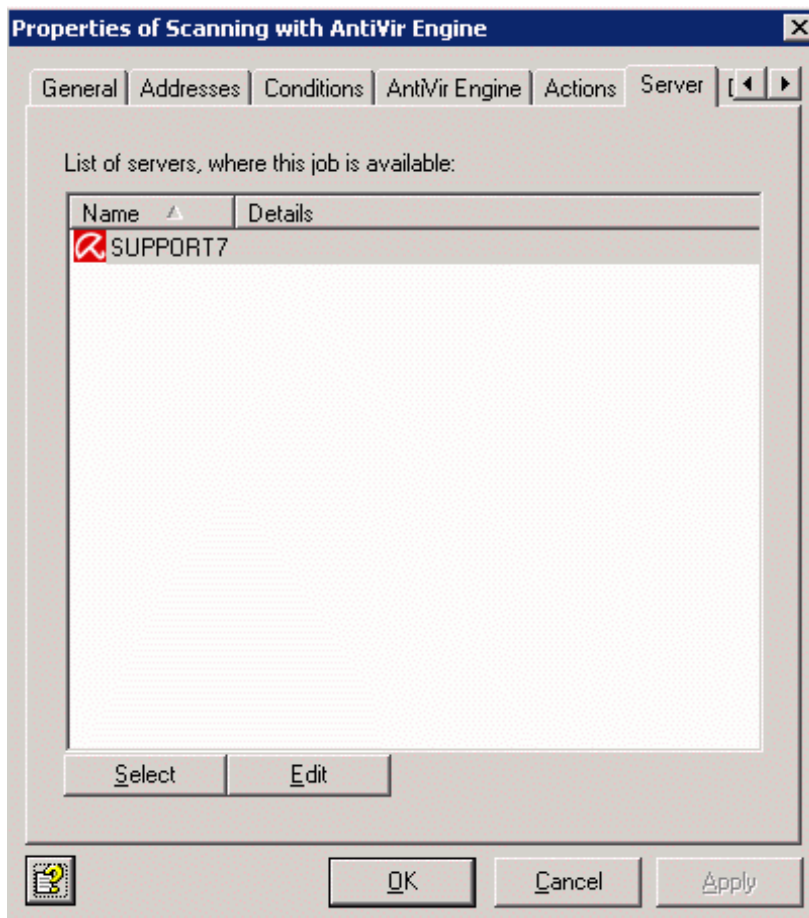 Properties of Scanning with AntiVir Engine
General Addresses Conditions AntiVir Engine Actions Server
List of servers, where this job is available:
Name Details
SUPPORT7
Select Edit
OK Cancel Apply